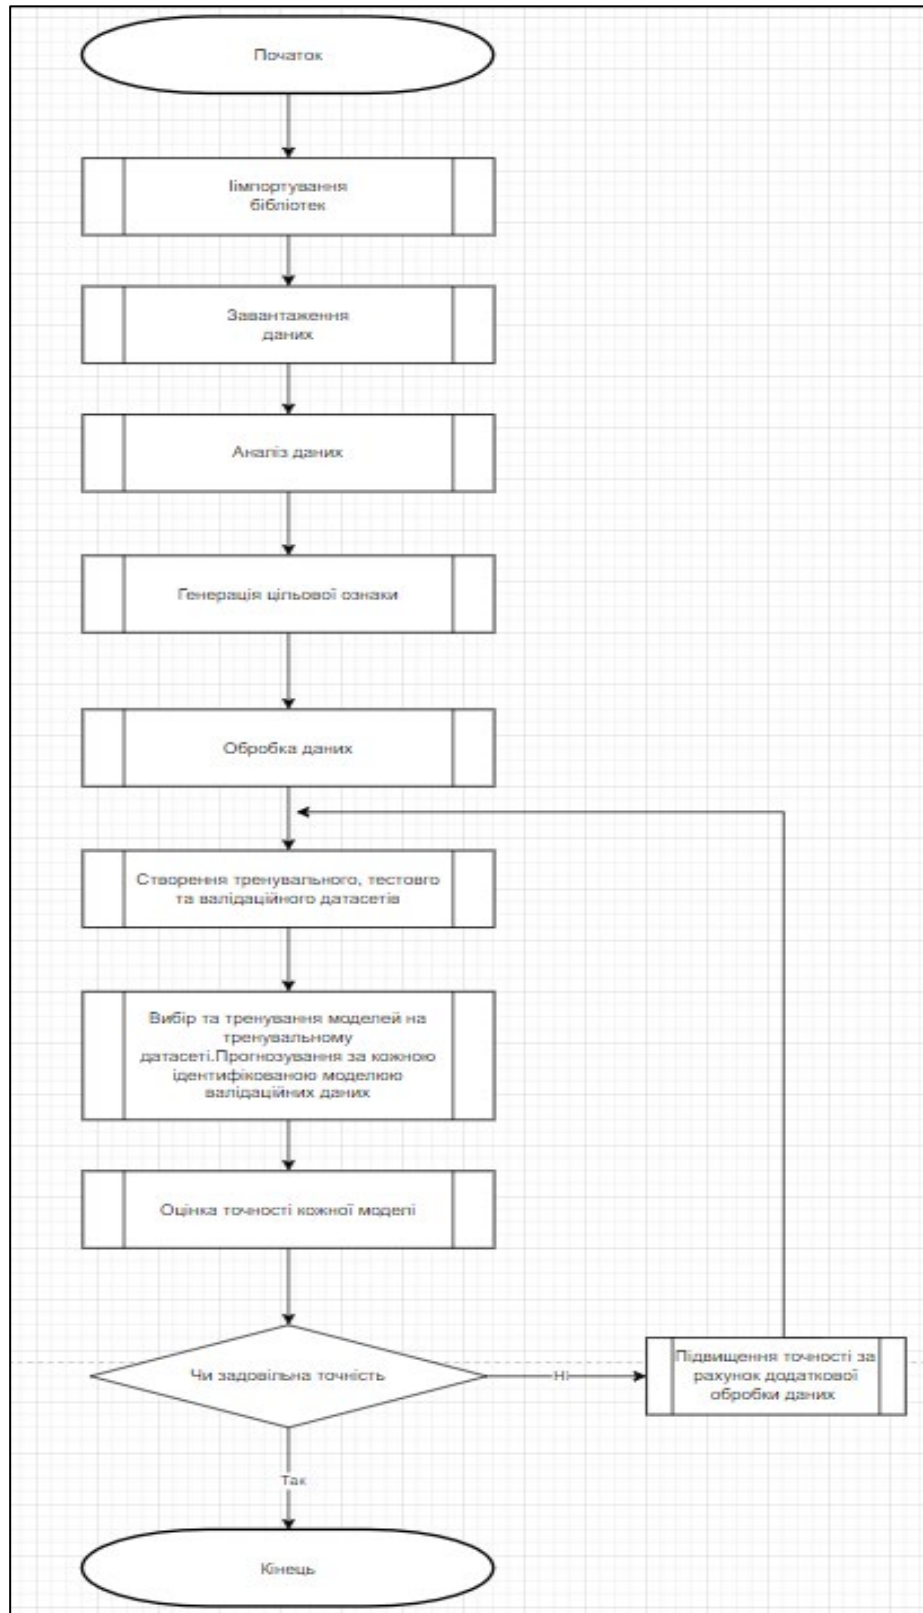 Початок
Іімпортування
бібліотек
Завантаження
даних
Аналіз даних
Генерація цільової ознаки
Обробка даних
Створення тренувального, тестовго
та валідаційного датасетів
Вибір та тренування моделей на
тренувальному
датасеті.Прогнозування за кожною
ідентифікованою моделюю
валідаційних даних
Оцінка точності кожної моделі
Чи задовільна точність
Ні
Підвищення точності за
рахунок додаткової
обробки даних
Так
Кінець